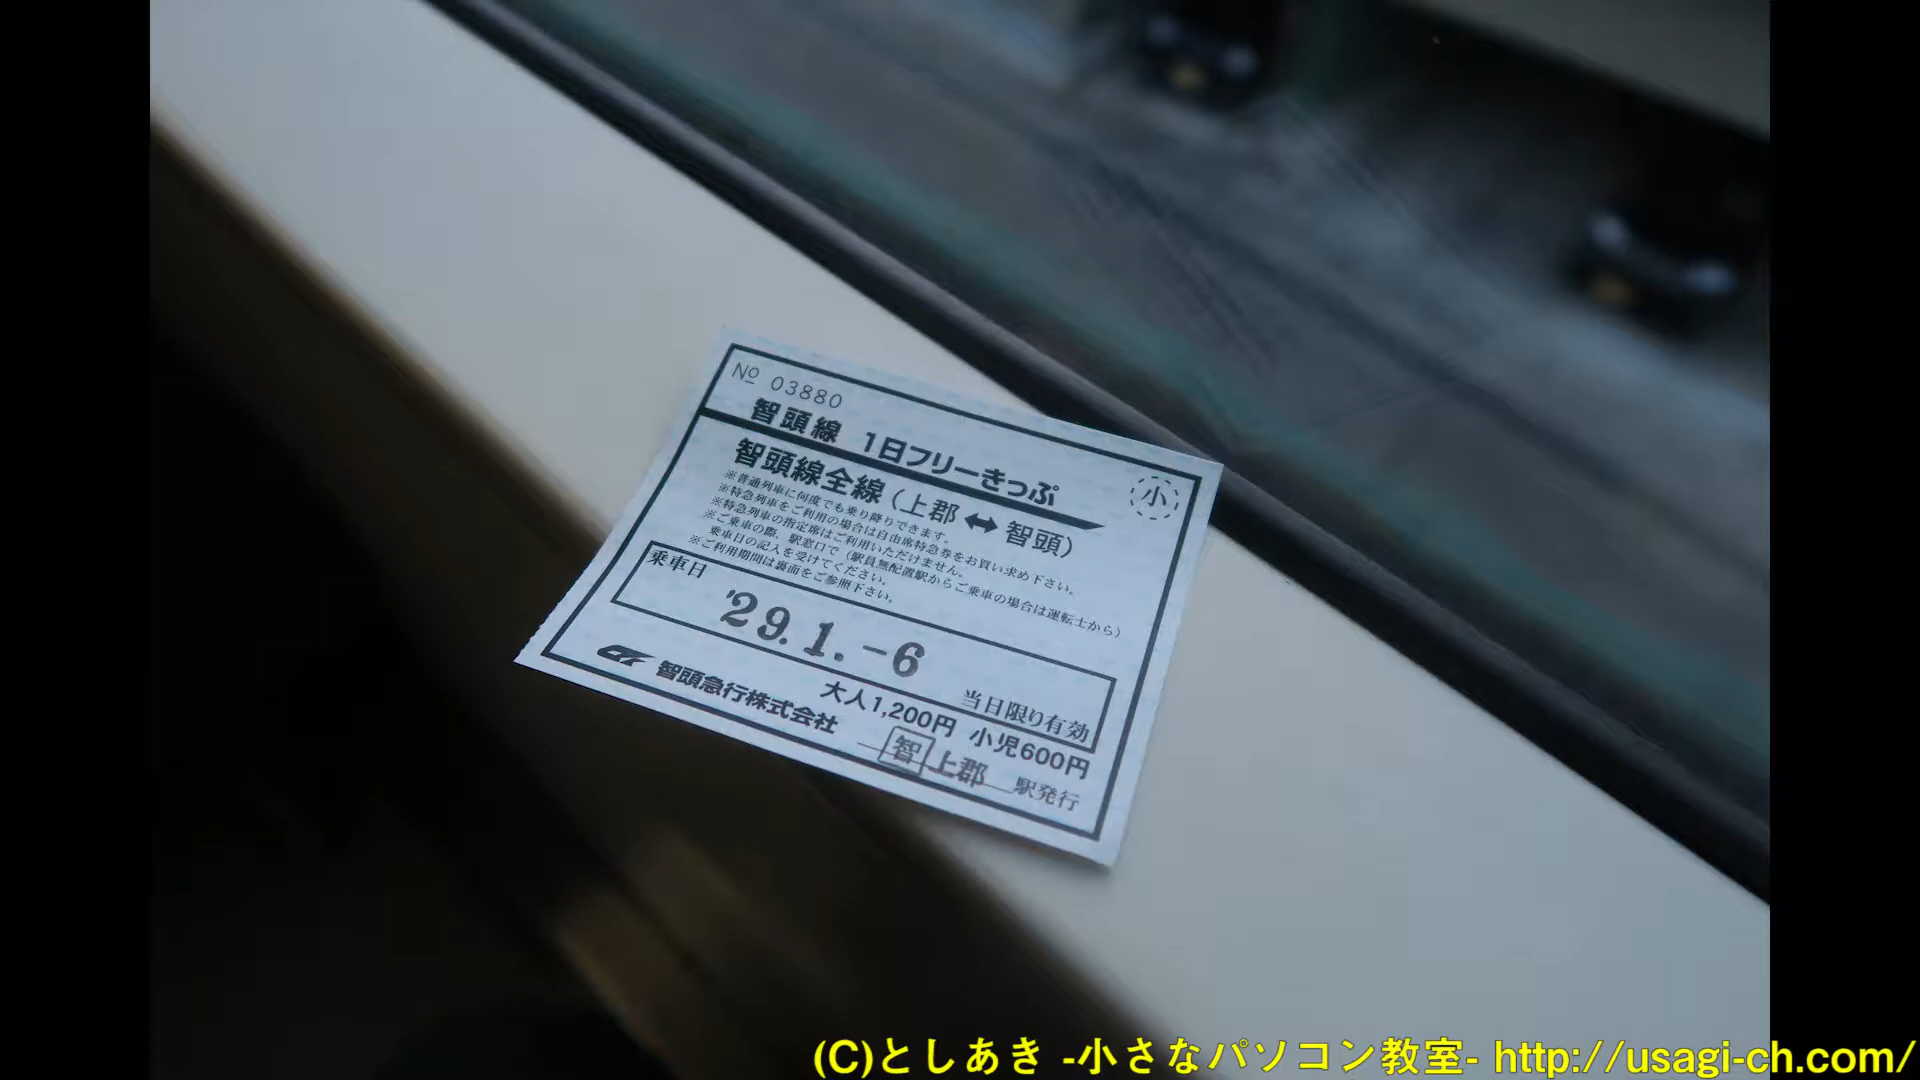 № 03880
智頭線 1日フリーきっぷ
小
智頭線全線(上郡⇔智頭)
※普通列車に何度でも乗り降りできます。
※特急列車をご利用の場合は自由席特急券をお買い求め下さい。
※特急列車の指定席はご利用いただけません。
※ご乗車の際、駅窓口で(駅員無配置駅からご乗車の場合は運転士から)
乗車日の記入を受けてください。
※ご利用期間は裏面をご参照下さい。
乗車日
'29.1.-6
当日限り有効
大人1,200円 小児600円
智頭急行株式会社
智 上郡 駅発行
(C)としあき -小さなパソコン教室- http://usagi-ch.com/